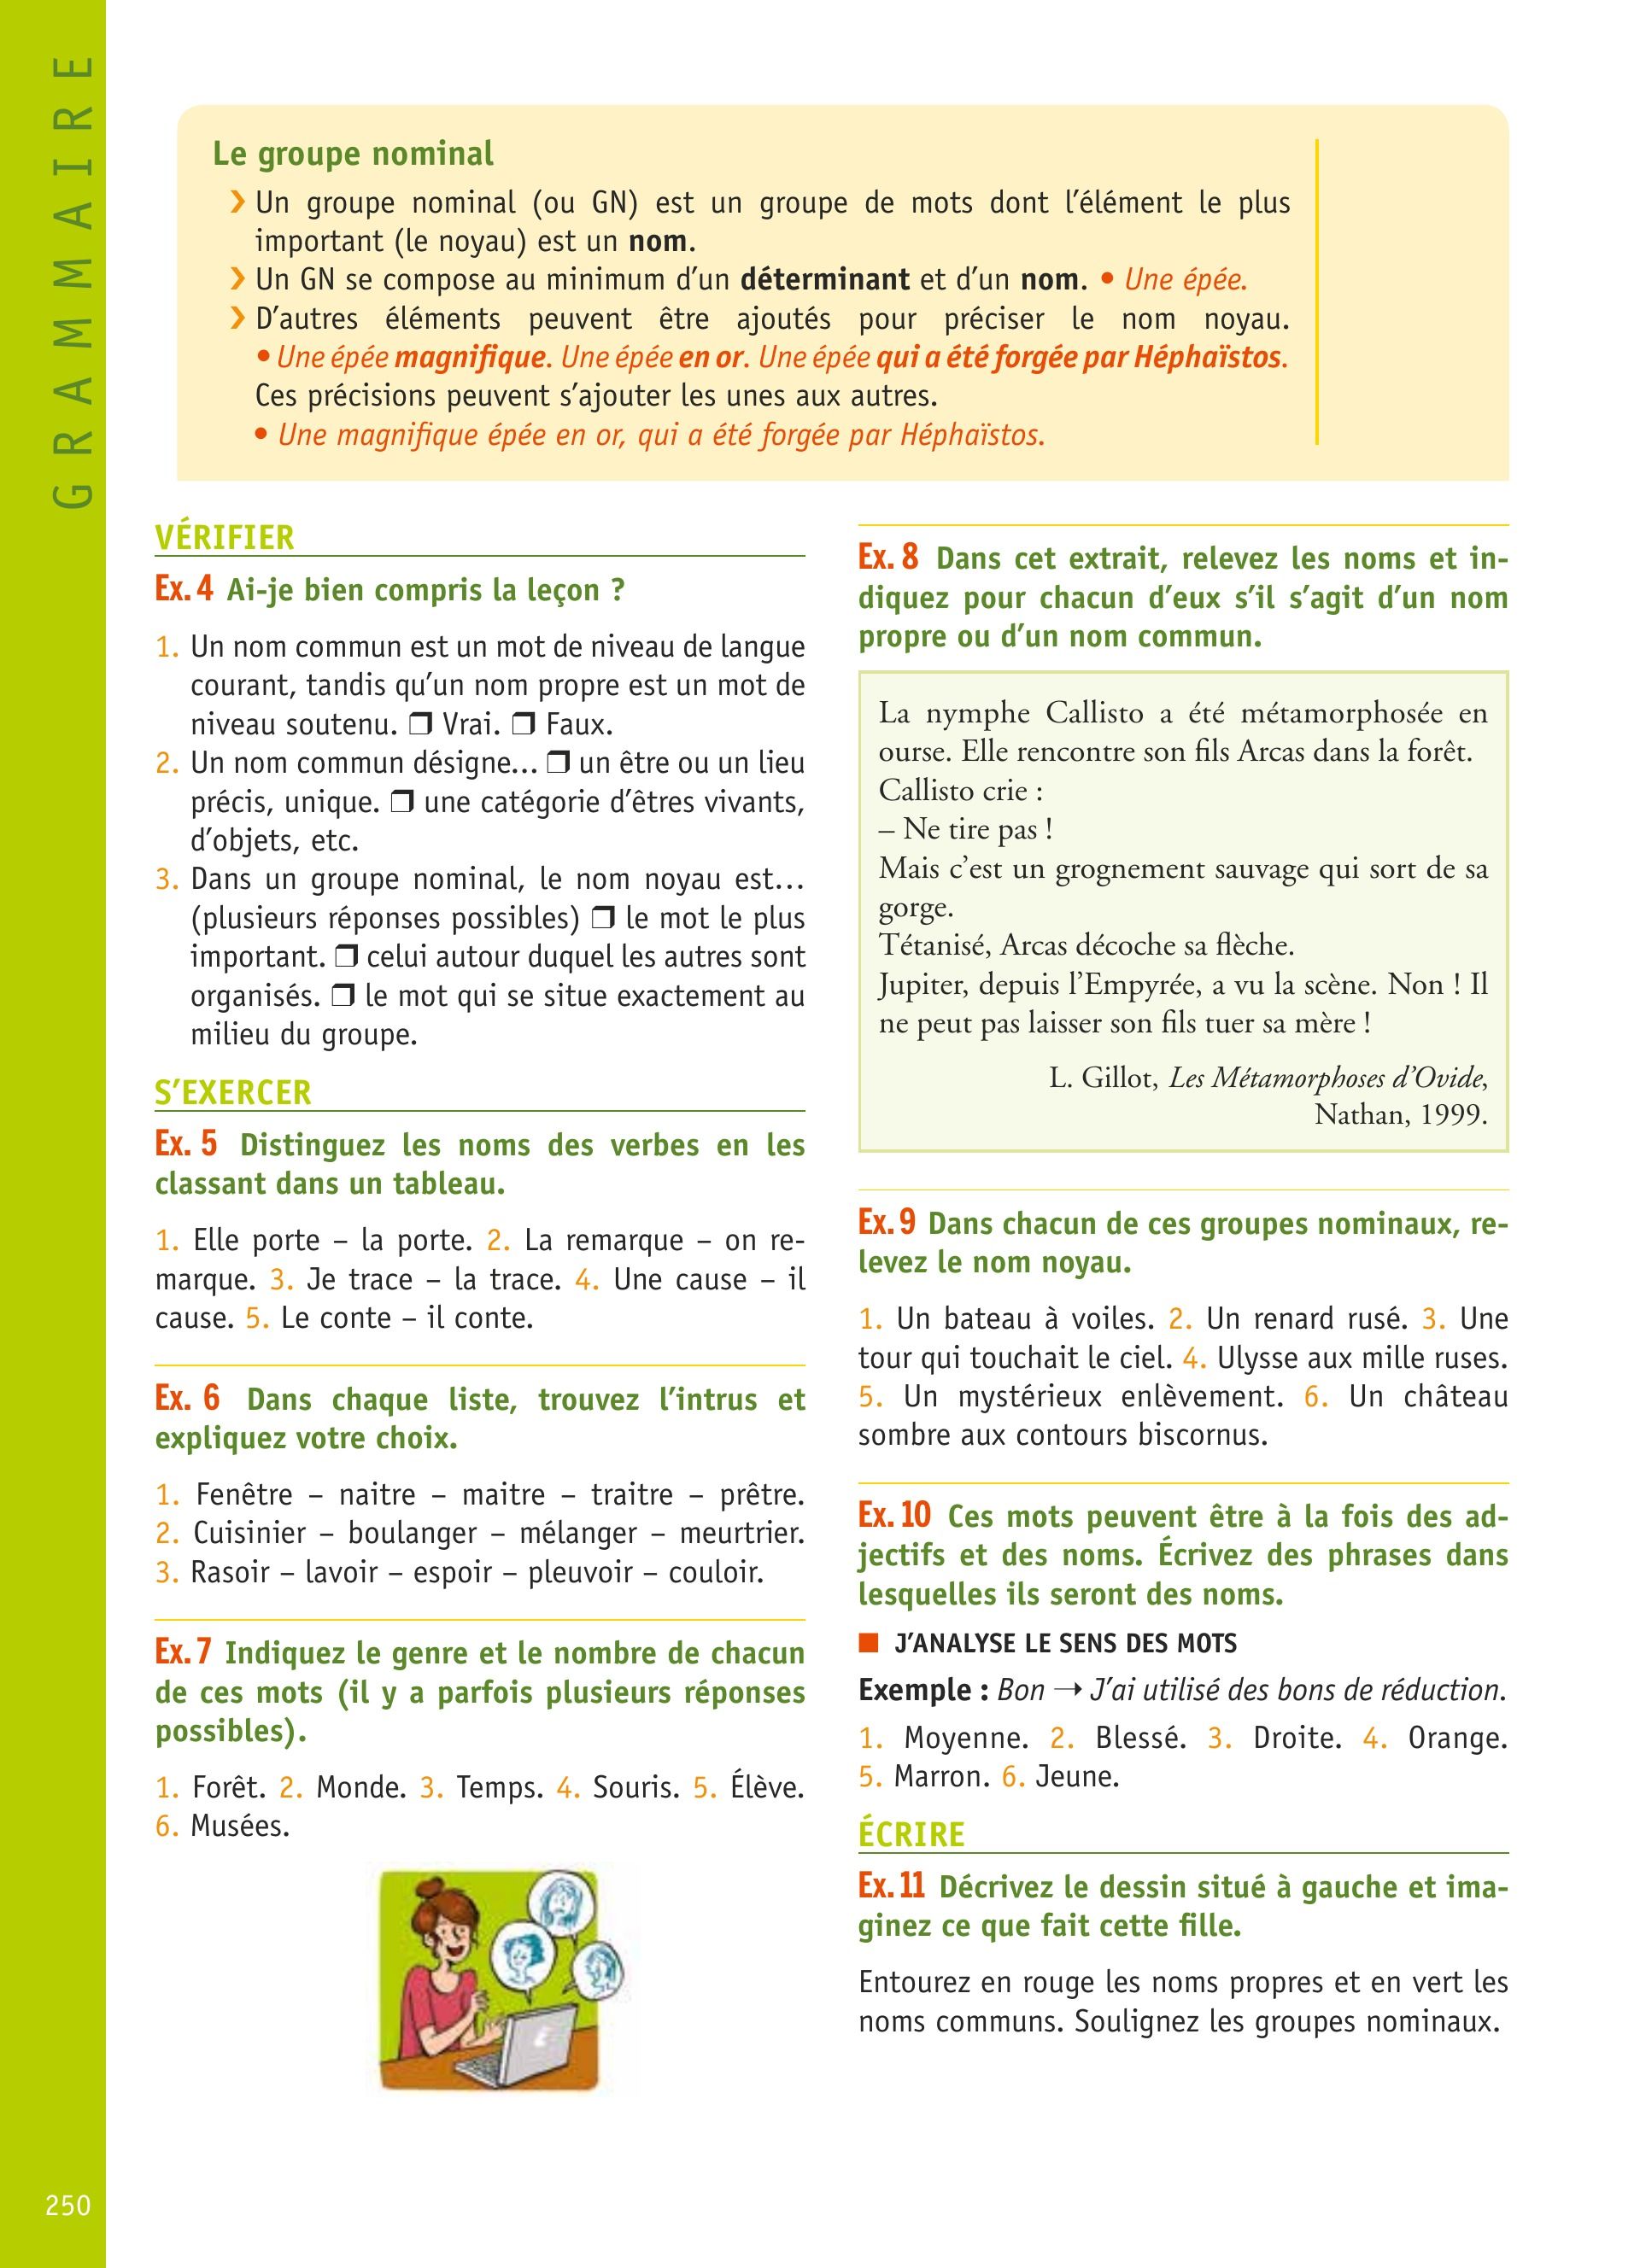 GRAMMAIRE
Le groupe nominal
› Un groupe nominal (ou GN) est un groupe de mots dont l’élément le plus
important (le noyau) est un nom.
› Un GN se compose au minimum d’un déterminant et d’un nom. • Une épée.
› D’autres éléments peuvent être ajoutés pour préciser le nom noyau.
• Une épée magnifique. Une épée en or. Une épée qui a été forgée par Héphaïstos.
Ces précisions peuvent s’ajouter les unes aux autres.
• Une magnifique épée en or, qui a été forgée par Héphaïstos.
VÉRIFIER
Ex. 4 Ai-je bien compris la leçon ?
1. Un nom commun est un mot de niveau de langue
courant, tandis qu’un nom propre est un mot de
niveau soutenu. ❒ Vrai. ❒ Faux.
2. Un nom commun désigne... ❒ un être ou un lieu
précis, unique. ❒ une catégorie d’êtres vivants,
d’objets, etc.
3. Dans un groupe nominal, le nom noyau est...
(plusieurs réponses possibles) ❒ le mot le plus
important. ❒ celui autour duquel les autres sont
organisés. ❒ le mot qui se situe exactement au
milieu du groupe.
S’EXERCER
Ex. 5 Distinguez les noms des verbes en les
classant dans un tableau.
1. Elle porte – la porte. 2. La remarque – on re-
marque. 3. Je trace – la trace. 4. Une cause – il
cause. 5. Le conte – il conte.
Ex. 6 Dans chaque liste, trouvez l’intrus et
expliquez votre choix.
1. Fenêtre – naitre – maitre – traitre – prêtre.
2. Cuisinier – boulanger – mélanger – meurtrier.
3. Rasoir – lavoir – espoir – pleuvoir – couloir.
Ex. 7 Indiquez le genre et le nombre de chacun
de ces mots (il y a parfois plusieurs réponses
possibles).
1. Forêt. 2. Monde. 3. Temps. 4. Souris. 5. Élève.
6. Musées.
Ex. 8 Dans cet extrait, relevez les noms et in-
diquez pour chacun d’eux s’il s’agit d’un nom
propre ou d’un nom commun.
La nymphe Callisto a été métamorphosée en
ourse. Elle rencontre son fils Arcas dans la forêt.
Callisto crie :
– Ne tire pas !
Mais c’est un grognement sauvage qui sort de sa
gorge.
Tétanisé, Arcas décoche sa flèche.
Jupiter, depuis l’Empyrée, a vu la scène. Non ! Il
ne peut pas laisser son fils tuer sa mère !
L. Gillot, Les Métamorphoses d’Ovide,
Nathan, 1999.
Ex. 9 Dans chacun de ces groupes nominaux, re-
levez le nom noyau.
1. Un bateau à voiles. 2. Un renard rusé. 3. Une
tour qui touchait le ciel. 4. Ulysse aux mille ruses.
5. Un mystérieux enlèvement. 6. Un château
sombre aux contours biscornus.
Ex. 10 Ces mots peuvent être à la fois des ad-
jectifs et des noms. Écrivez des phrases dans
lesquelles ils seront des noms.
■ J’ANALYSE LE SENS DES MOTS
Exemple : Bon → J’ai utilisé des bons de réduction.
1. Moyenne. 2. Blessé. 3. Droite. 4. Orange.
5. Marron. 6. Jeune.
ÉCRIRE
Ex. 11 Décrivez le dessin situé à gauche et ima-
ginez ce que fait cette fille.
Entourez en rouge les noms propres et en vert les
noms communs. Soulignez les groupes nominaux.
250